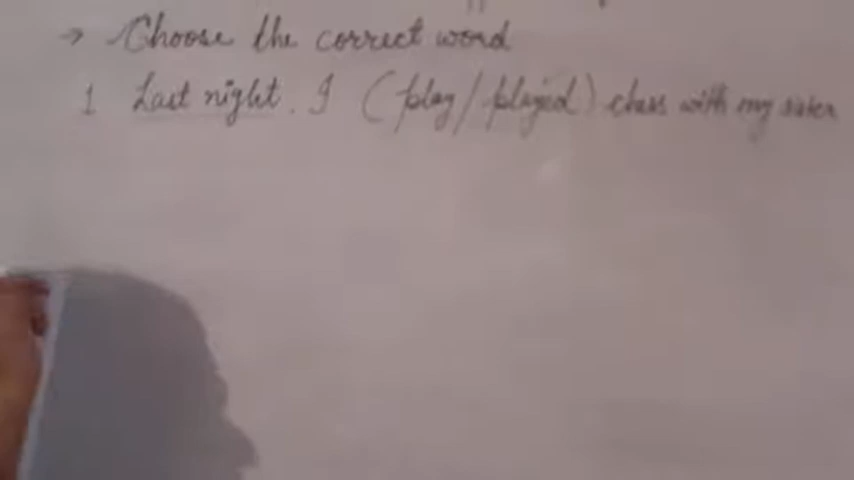 → Choose the correct word
1 Last night. I (play/played) chess with my sister